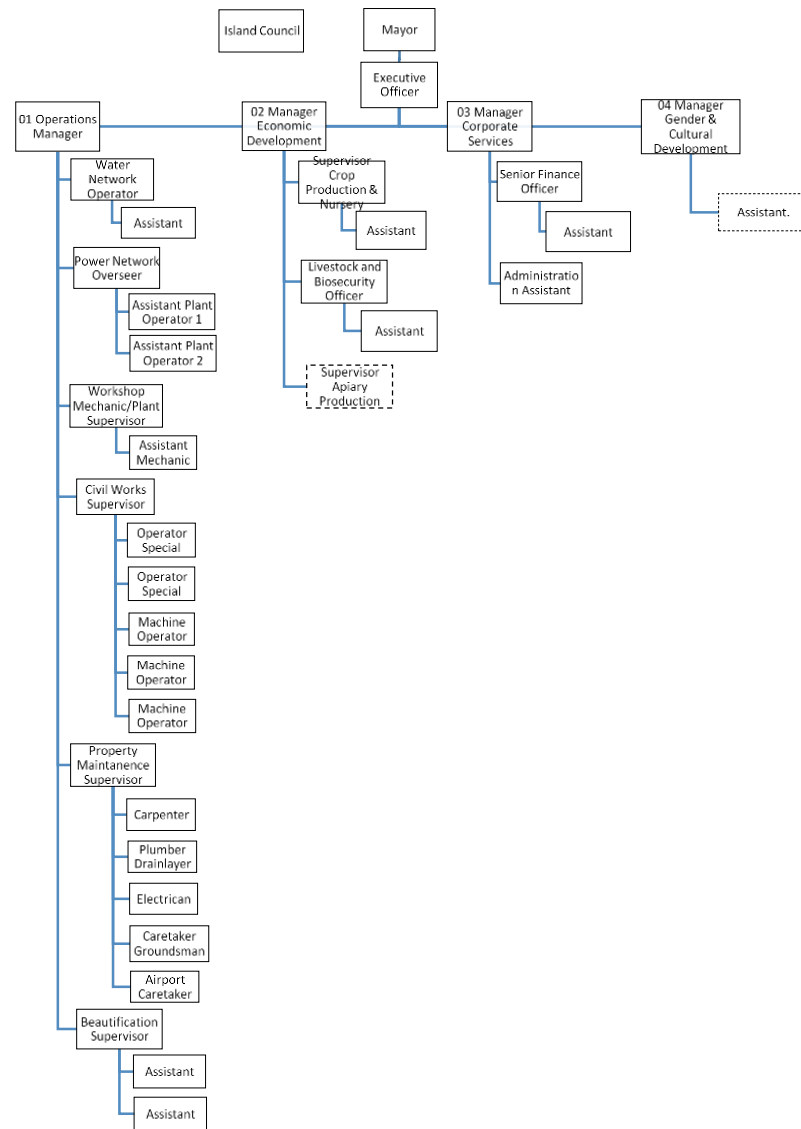 Island Council
Mayor
Executive
Officer
01 Operations
Manager
02 Manager
Economic
Development
03 Manager
Corporate
Services
04 Manager
Gender &
Cultural
Development
Water
Network
Operator
Assistant
Power Network
Overseer
Assistant Plant
Operator 1
Assistant Plant
Operator 2
Workshop
Mechanic/Plant
Supervisor
Assistant
Mechanic
Civil Works
Supervisor
Operator
Special
Operator
Special
Machine
Operator
Machine
Operator
Machine
Operator
Property
Maintanence
Supervisor
Carpenter
Plumber
Drainlayer
Electrican
Caretaker
Groundsman
Airport
Caretaker
Beautification
Supervisor
Assistant
Assistant
Supervisor
Crop
Production &
Nursery
Assistant
Livestock and
Biosecurity
Officer
Assistant
Supervisor
Apiary
Production
Senior Finance
Officer
Assistant
Administratio
n Assistant
Assistant.